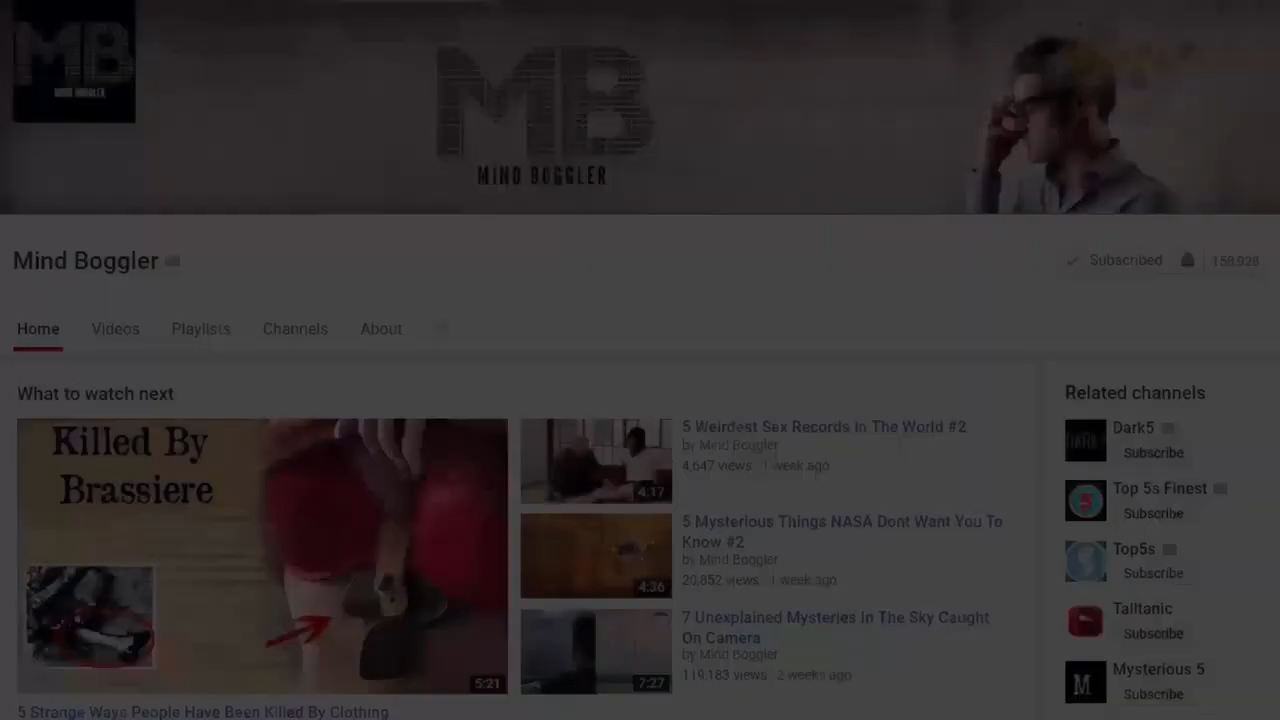 MB
MIND BOGGLER
MB
MIND BOGGLER
Mind Boggler
Subscribed 158,928
Home Videos Playlists Channels About
What to watch next
Killed By
Brassiere
5:21
5 Strange Ways People Have Been Killed By Clothing
4:17
5 Weirdest Sex Records In The World #2
by Mind Boggler
4,647 views 1 week ago
4:36
5 Mysterious Things NASA Dont Want You To
Know #2
by Mind Boggler
20,852 views 1 week ago
7:27
7 Unexplained Mysteries In The Sky Caught
On Camera
by Mind Boggler
119,183 views 2 weeks ago
Related channels
Dark5
Subscribe
Top 5s Finest
Subscribe
Top5s
Subscribe
Talltanic
Subscribe
M
Mysterious 5
Subscribe